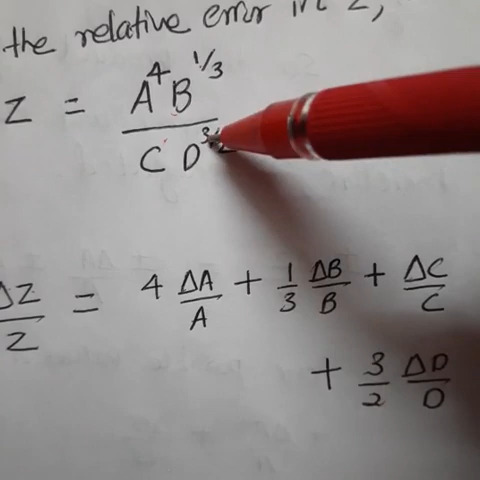 the relative error in Z,
Z = A^4 B^1/3 / C D^3/2
ΔZ/Z = 4 ΔA/A + 1/3 ΔB/B + ΔC/C
+ 3/2 ΔD/D